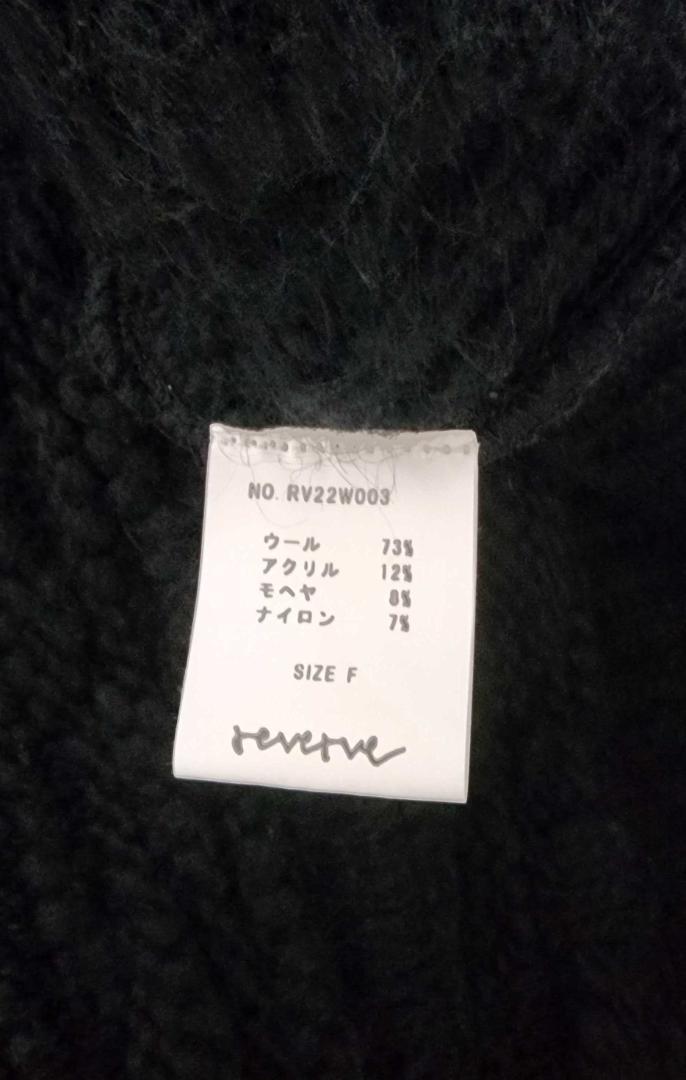 NO. RV22W003
ウール 73%
アクリル 12%
モヘヤ 8%
ナイロン 7%
SIZE F
reverve